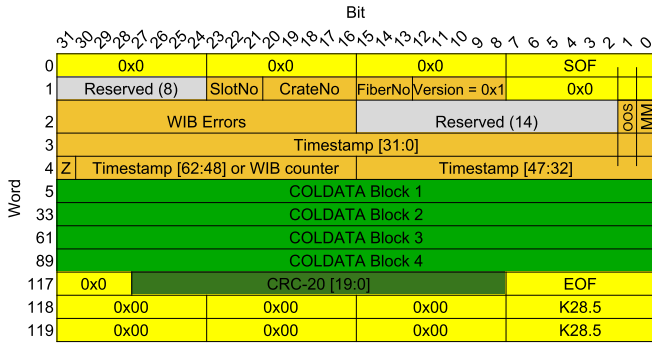 Bit
31 30 29 28 27 26 25 24 23 22 21 20 19 18 17 16 15 14 13 12 11 10 9 8 7 6 5 4 3 2 1 0
0 0x0 0x0 0x0 SOF
1 Reserved (8) SlotNo CrateNo FiberNo Version = 0x1 0x0
2 WIB Errors Reserved (14) OOS MM
3 Timestamp [31:0]
4 Z Timestamp [62:48] or WIB counter Timestamp [47:32]
Word
5 COLDATA Block 1
33 COLDATA Block 2
61 COLDATA Block 3
89 COLDATA Block 4
117 0x0 CRC-20 [19:0] EOF
118 0x00 0x00 0x00 K28.5
119 0x00 0x00 0x00 K28.5